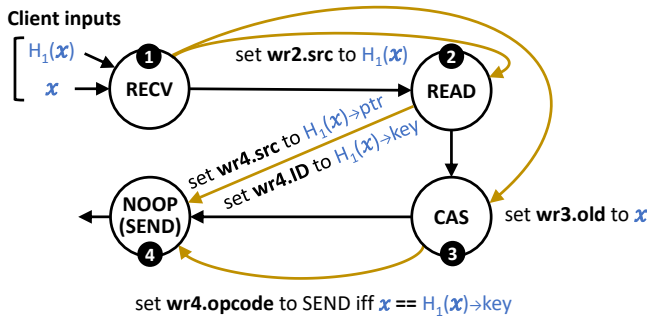 Client inputs
H₁(x)
x
1
RECV
set wr2.src to H₁(x)
2
READ
set wr4.src to H₁(x)→ptr
set wr4.ID to H₁(x)→key
NOOP
(SEND)
4
CAS
3
set wr3.old to x
set wr4.opcode to SEND iff x == H₁(x)→key